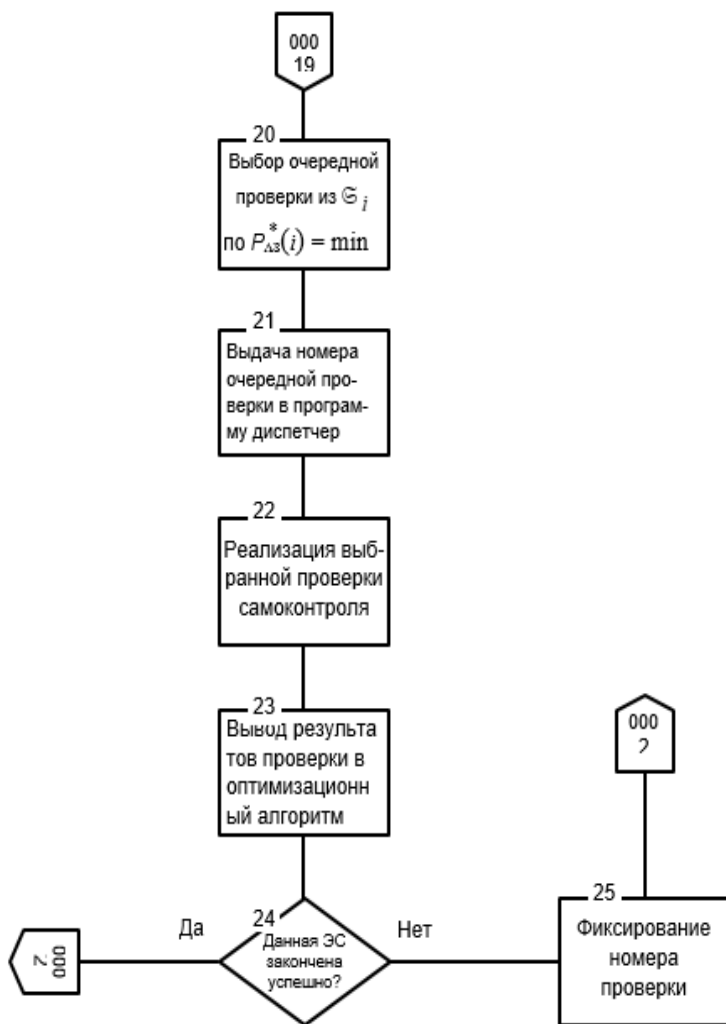 000
19
20
Выбор очередной
проверки из 𝔖 i
по P*ΔЗ(i) = min
21
Выдача номера
очередной про-
верки в програм-
му диспетчер
22
Реализация выб-
ранной проверки
самоконтроля
23
Вывод результа
тов проверки в
оптимизационн
ый алгоритм
24
Данная ЭС
закончена
успешно?
Да
000
2
Нет
25
Фиксирование
номера
проверки
000
2